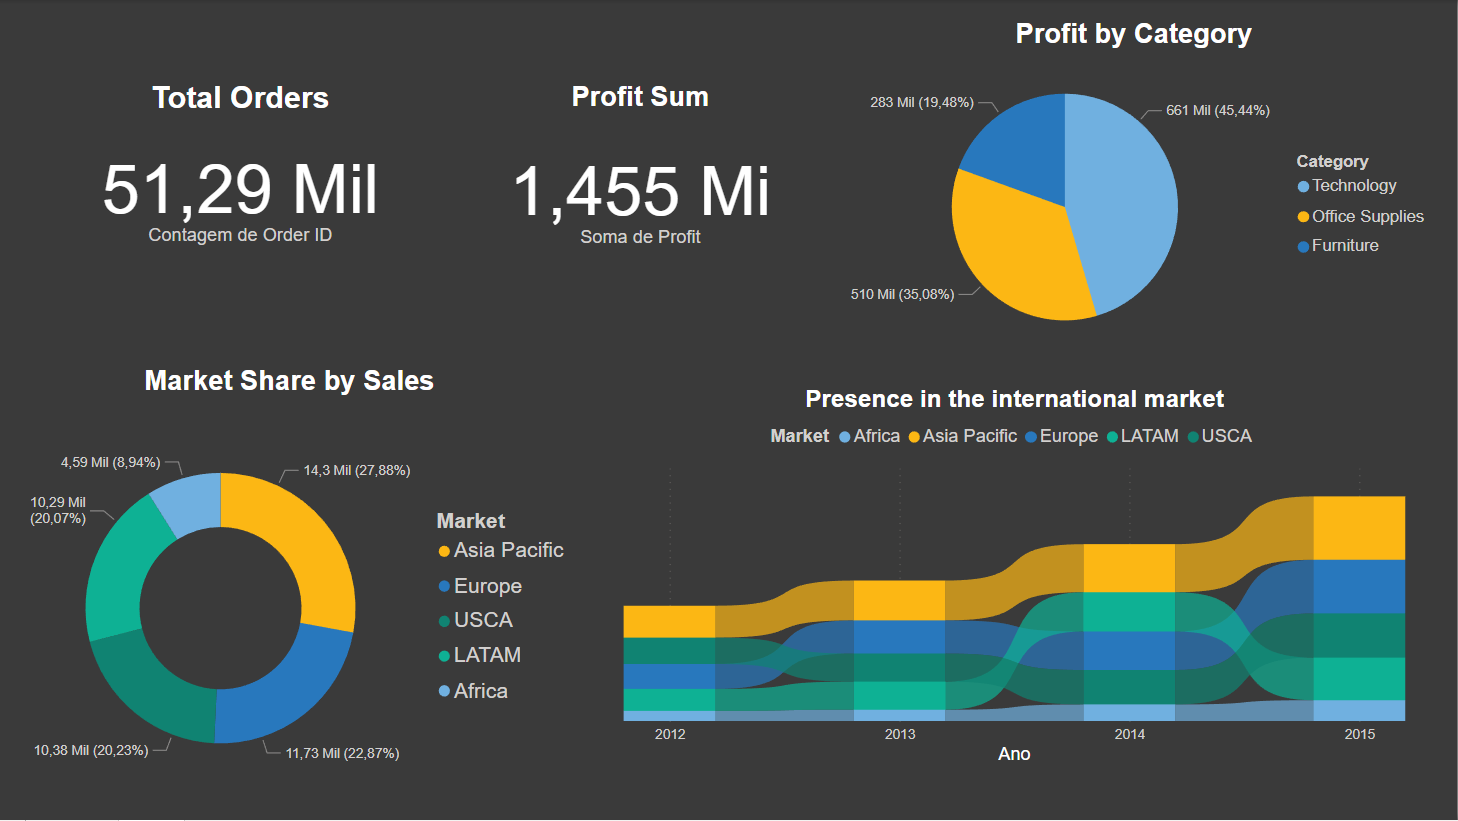 Total Orders
51,29 Mil
Contagem de Order ID
Profit Sum
1,455 Mi
Soma de Profit
Profit by Category
283 Mil (19,48%)
661 Mil (45,44%)
510 Mil (35,08%)
Category
Technology
Office Supplies
Furniture
Market Share by Sales
4,59 Mil (8,94%)
14,3 Mil (27,88%)
10,29 Mil
(20,07%)
10,38 Mil (20,23%)
11,73 Mil (22,87%)
Market
Asia Pacific
Europe
USCA
LATAM
Africa
Presence in the international market
Market Africa Asia Pacific Europe LATAM USCA
2012 2013 2014 2015
Ano